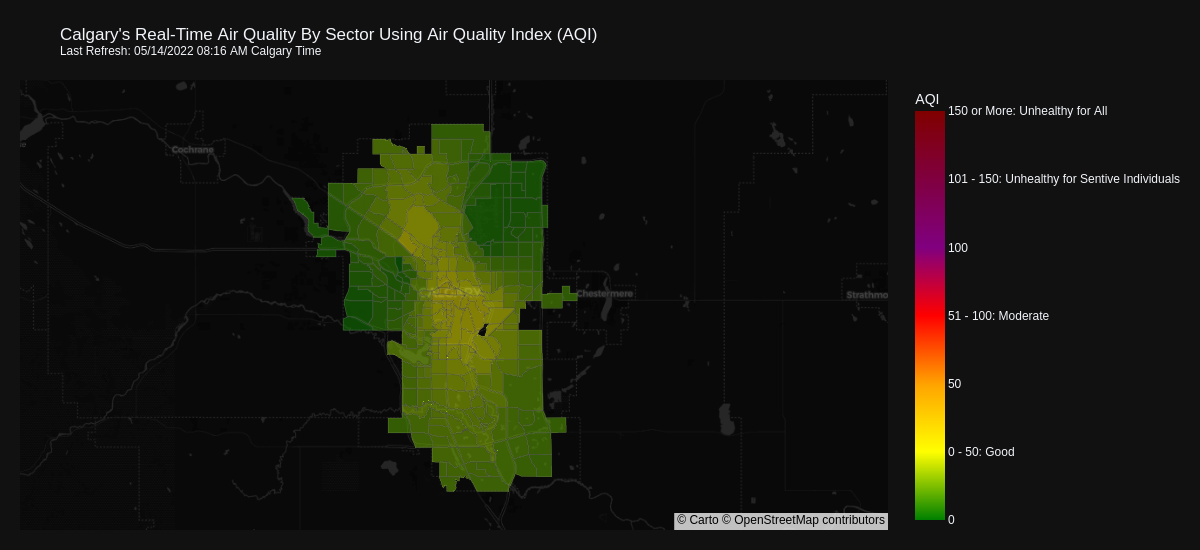 Calgary's Real-Time Air Quality By Sector Using Air Quality Index (AQI)
Last Refresh: 05/14/2022 08:16 AM Calgary Time
AQI
150 or More: Unhealthy for All
Cochrane
101 - 150: Unhealthy for Sentive Individuals
100
Chestermere
Strathmo
51 - 100: Moderate
50
0 - 50: Good
© Carto © OpenStreetMap contributors
0